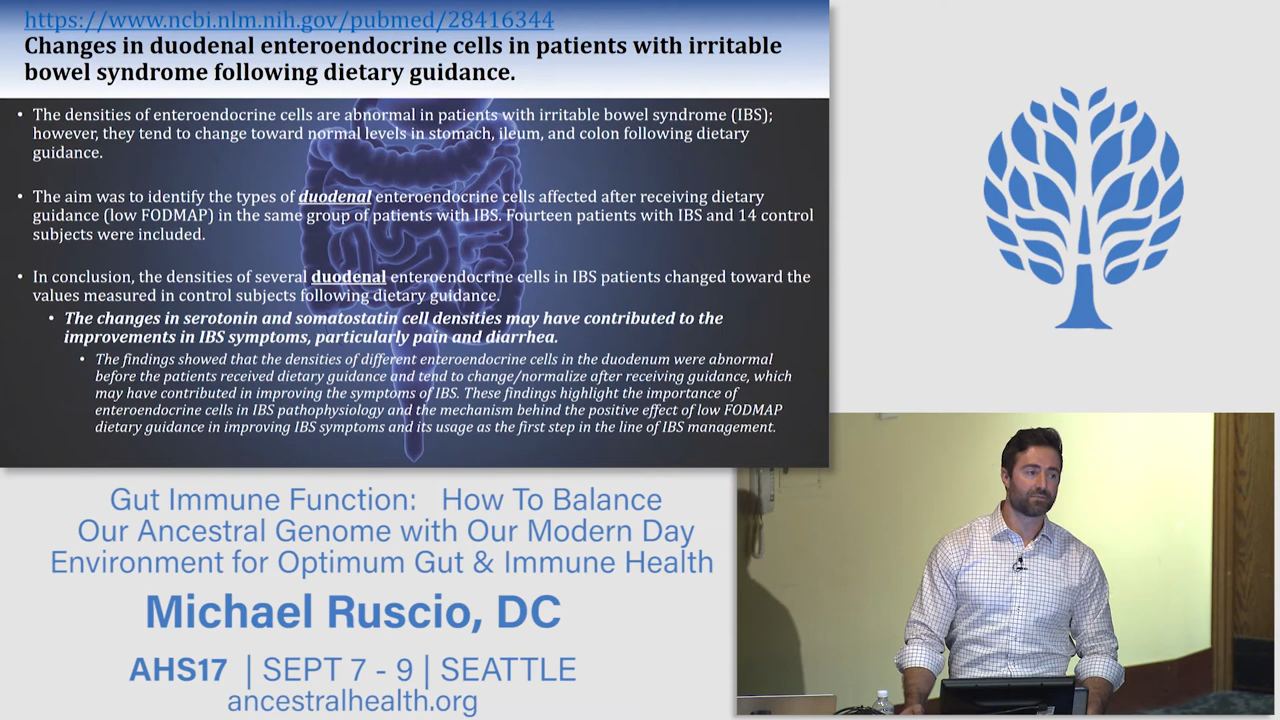 https://www.ncbi.nlm.nih.gov/pubmed/28416344
Changes in duodenal enteroendocrine cells in patients with irritable
bowel syndrome following dietary guidance.
• The densities of enteroendocrine cells are abnormal in patients with irritable bowel syndrome (IBS);
however, they tend to change toward normal levels in stomach, ileum, and colon following dietary
guidance.
• The aim was to identify the types of duodenal enteroendocrine cells affected after receiving dietary
guidance (low FODMAP) in the same group of patients with IBS. Fourteen patients with IBS and 14 control
subjects were included.
• In conclusion, the densities of several duodenal enteroendocrine cells in IBS patients changed toward the
values measured in control subjects following dietary guidance.
• The changes in serotonin and somatostatin cell densities may have contributed to the
improvements in IBS symptoms, particularly pain and diarrhea.
• The findings showed that the densities of different enteroendocrine cells in the duodenum were abnormal
before the patients received dietary guidance and tend to change/normalize after receiving guidance, which
may have contributed in improving the symptoms of IBS. These findings highlight the importance of
enteroendocrine cells in IBS pathophysiology and the mechanism behind the positive effect of low FODMAP
dietary guidance in improving IBS symptoms and its usage as the first step in the line of IBS management.
Gut Immune Function: How To Balance
Our Ancestral Genome with Our Modern Day
Environment for Optimum Gut & Immune Health
Michael Ruscio, DC
AHS17 | SEPT 7 - 9 | SEATTLE
ancestralhealth.org